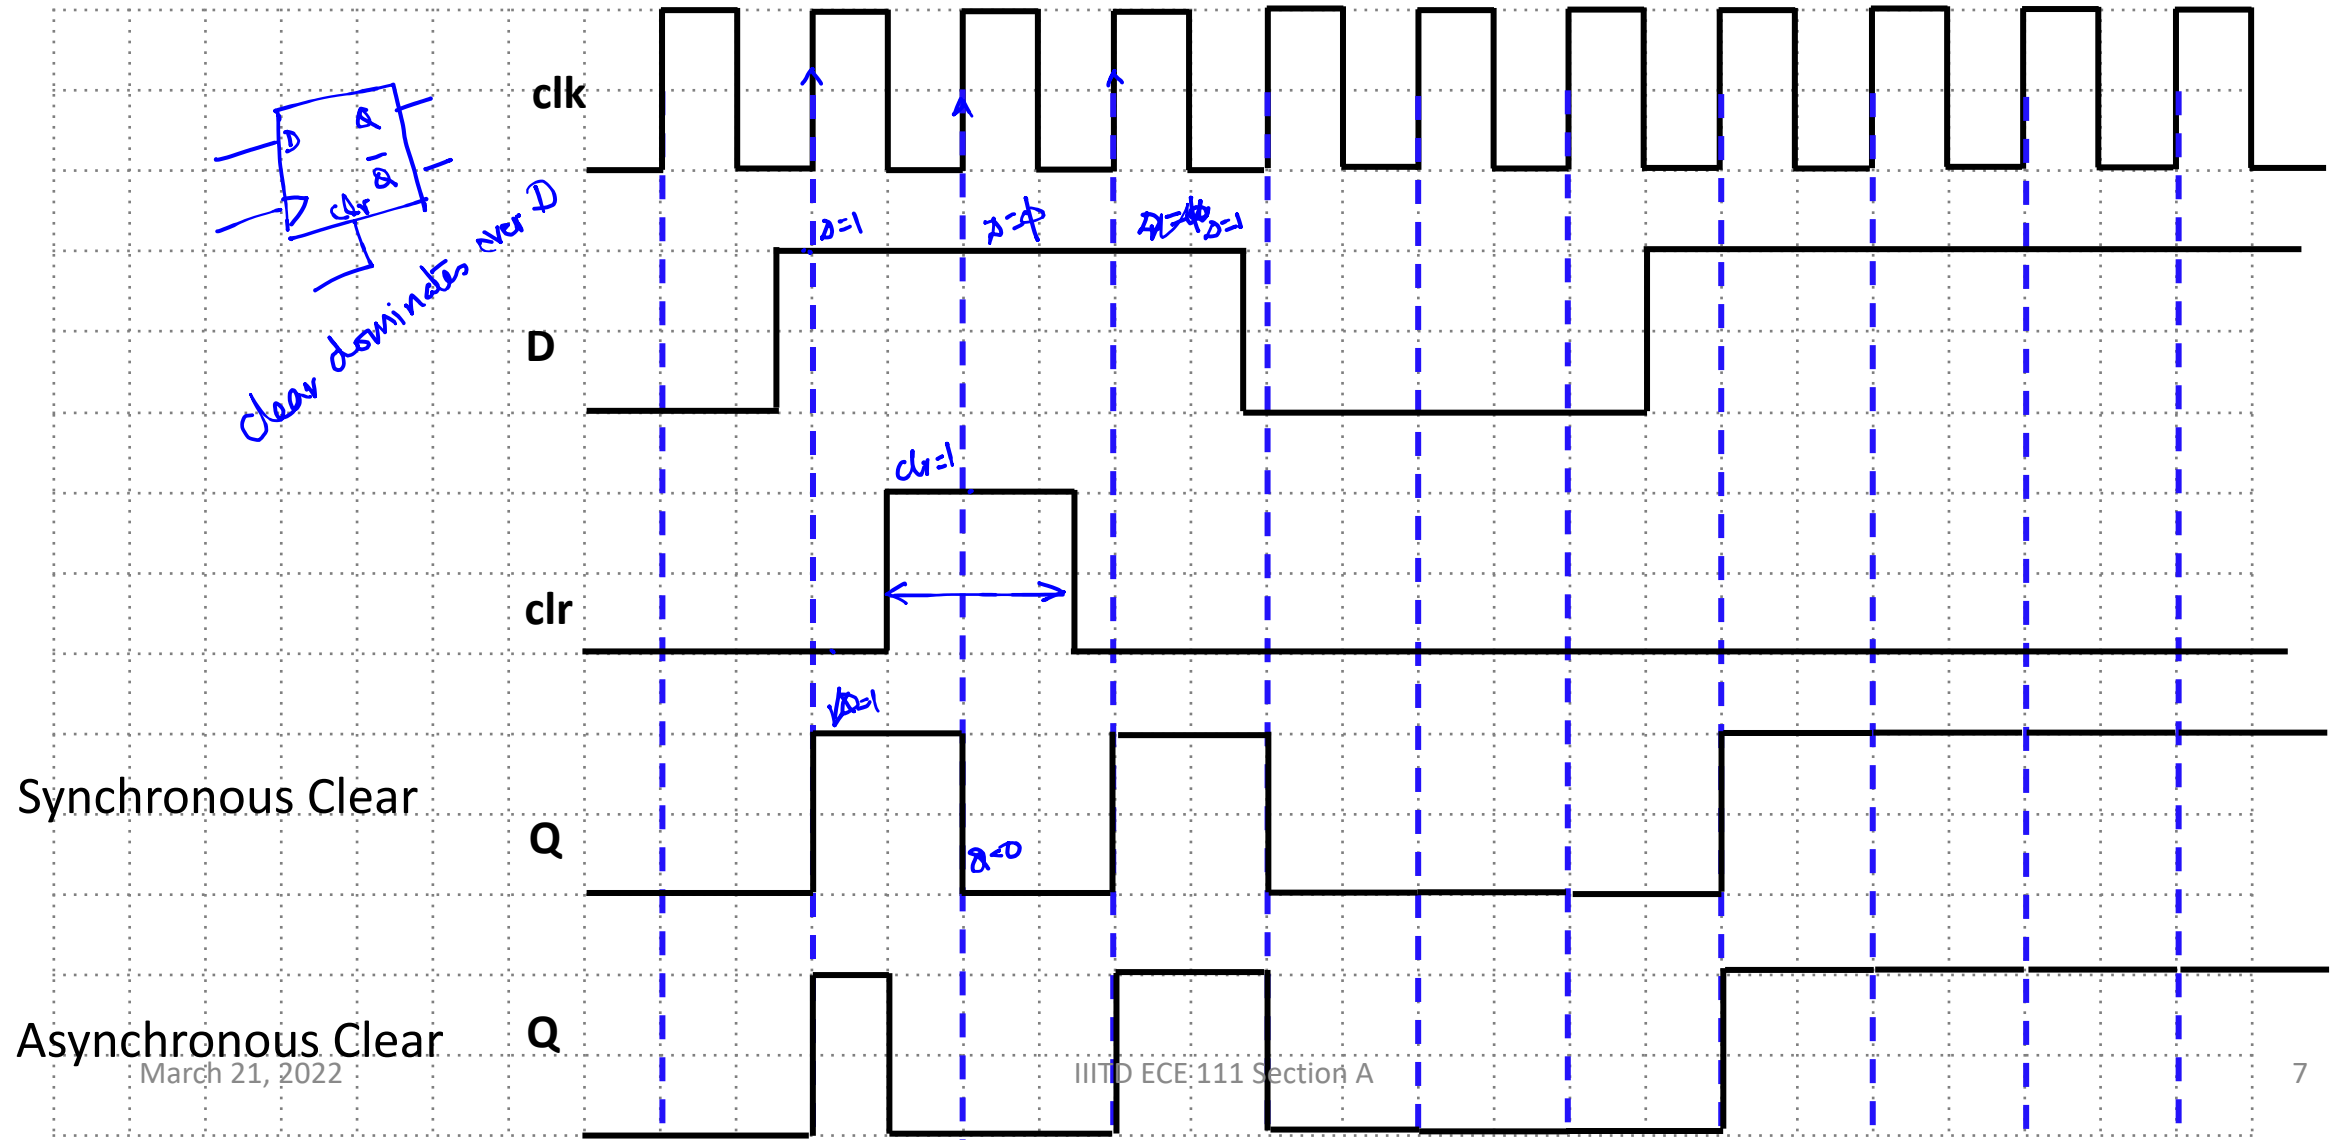 clk
D
Q
Q̅
clr
clear dominates over D
D=1
D=1
D
clr=1
clr
Synchronous Clear
Q
Q=0
Asynchronous Clear
Q
March 21, 2022
IIITD ECE 111 Section A
7